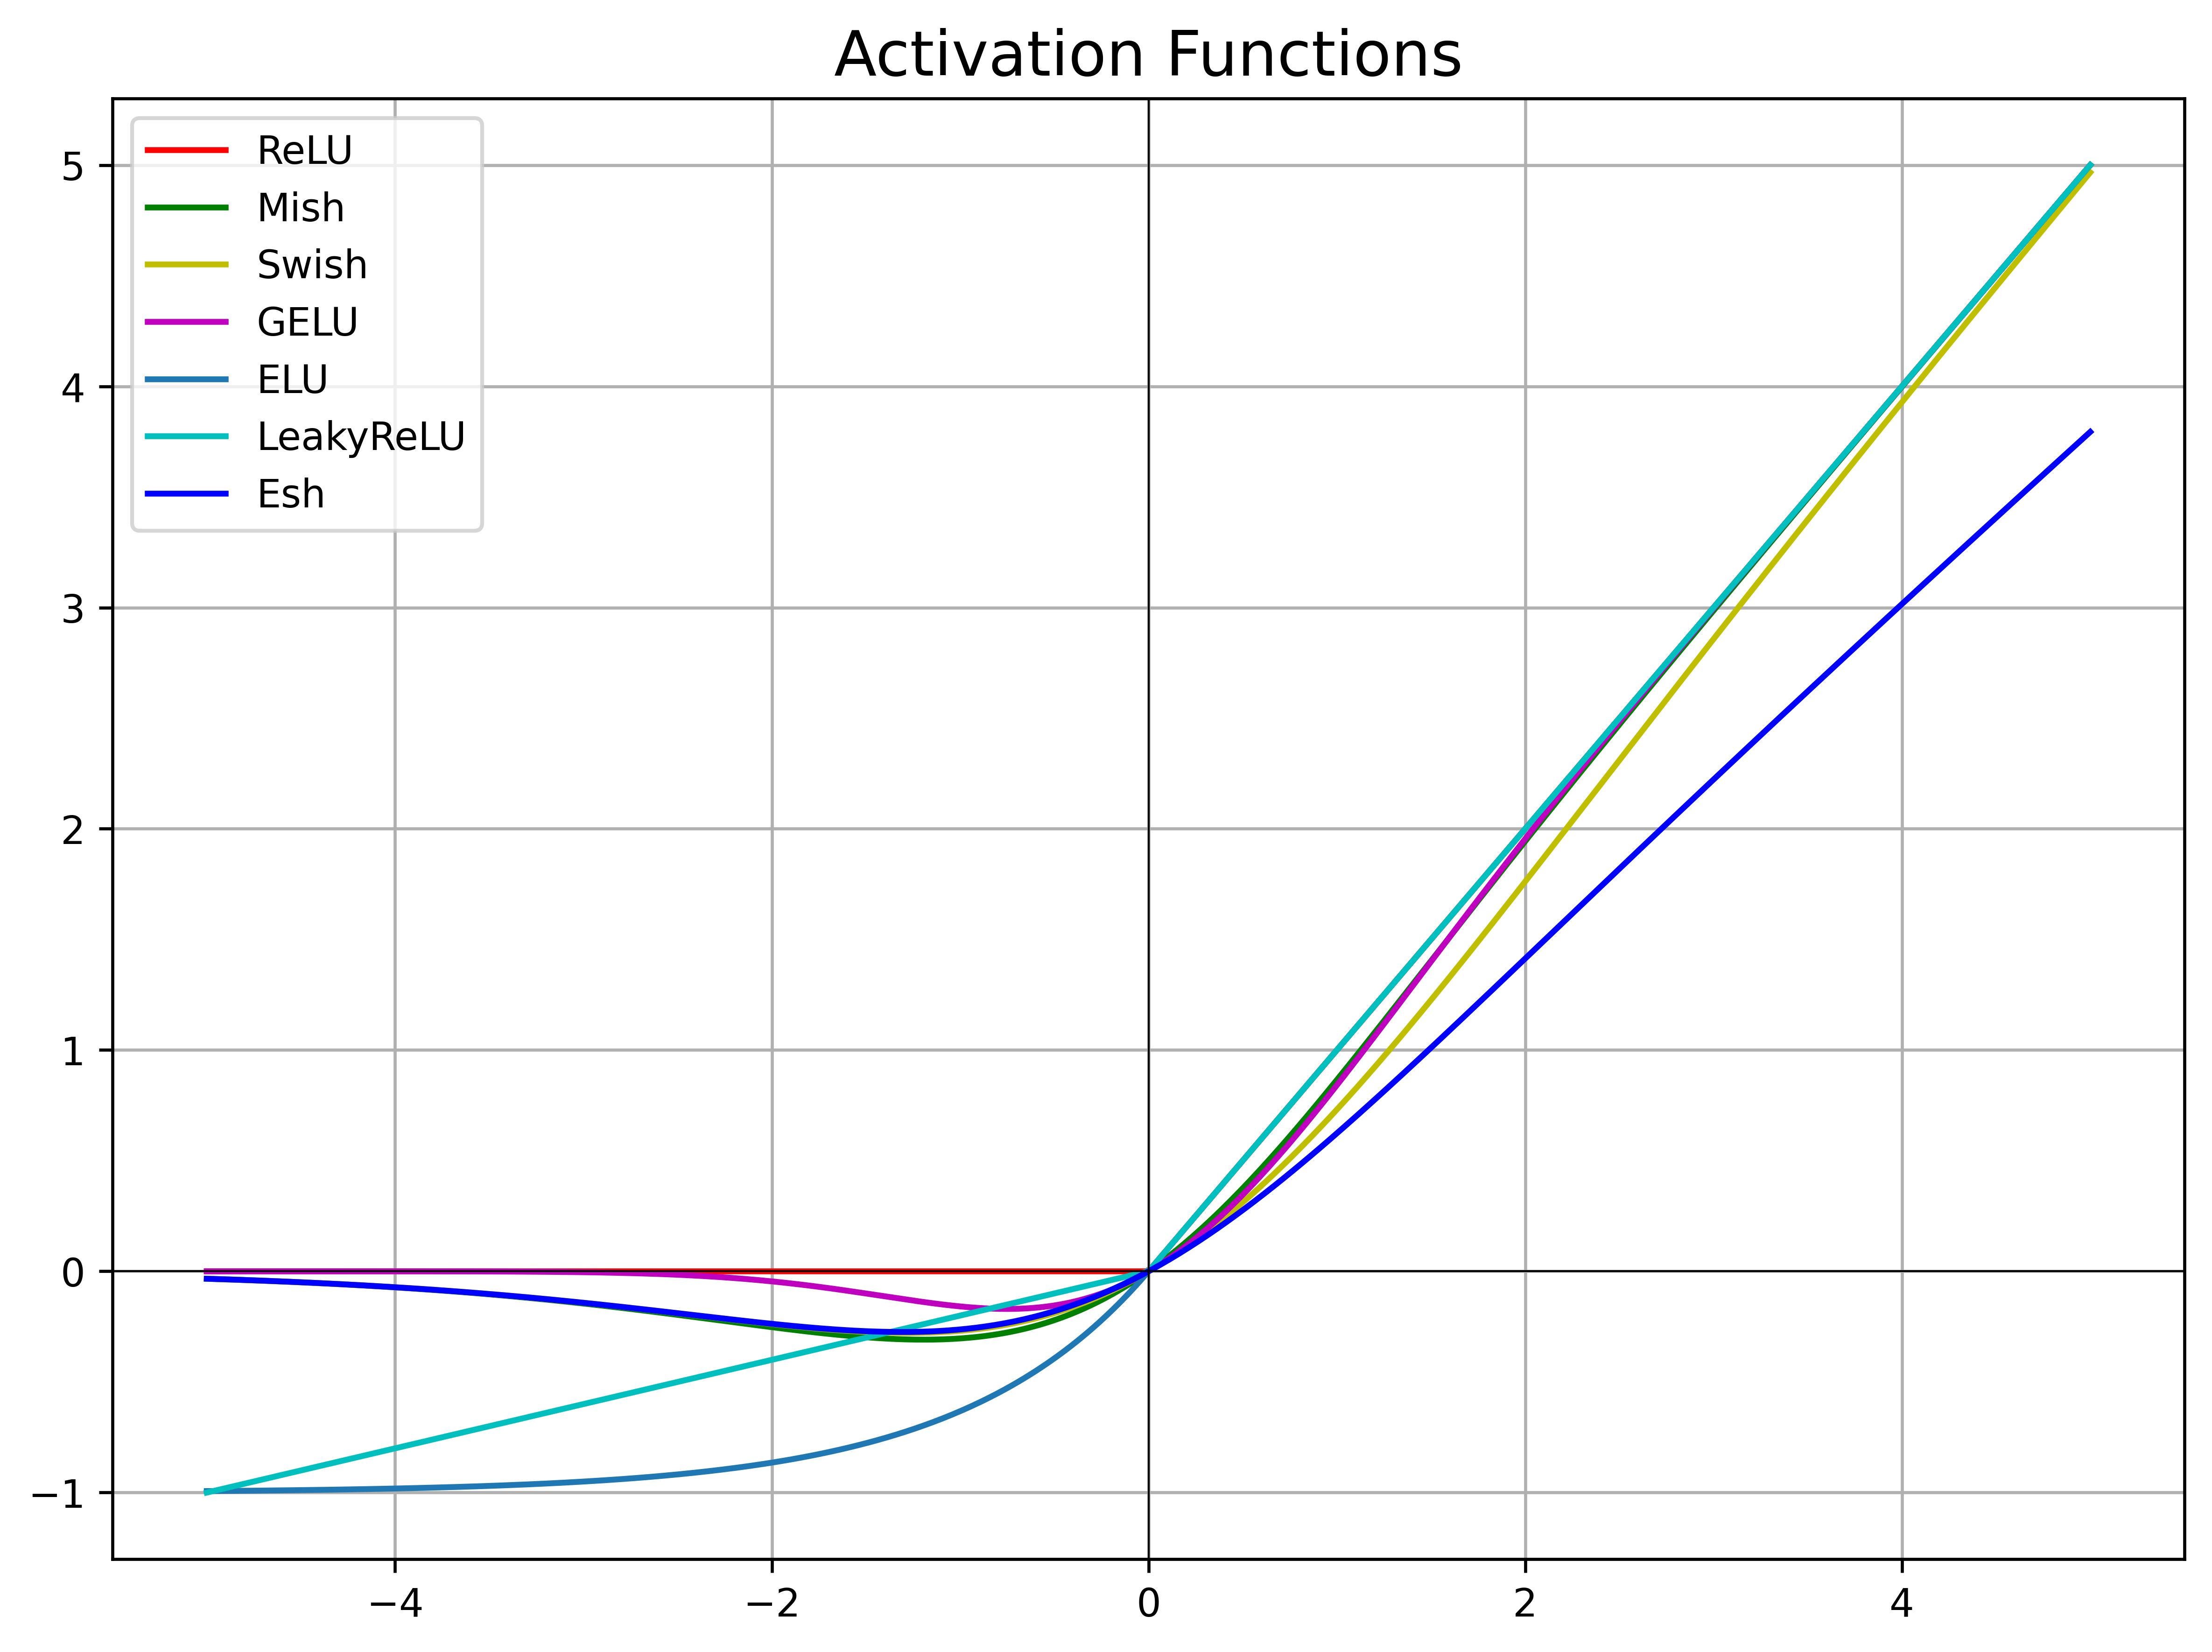 Activation Functions
ReLU
Mish
Swish
GELU
ELU
LeakyReLU
Esh
5
4
3
2
1
0
−1
−4 −2 0 2 4